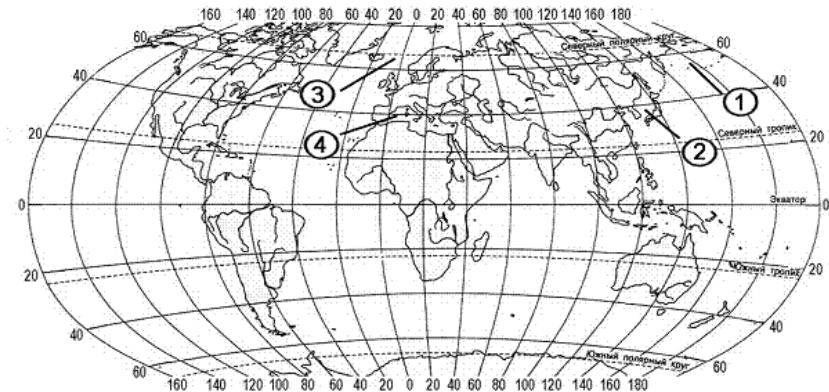 160 140 120 100 80 60 40 20 0 20 40 60 80 100 120 140 160 180
Северный полярный круг
60 60
40 40
③ ①
④ ②
Северный тропик
20 20
Экватор
0 0
Южный тропик
20 20
40 40
Южный полярный круг
60 60
160 140 120 100 80 60 40 20 0 20 40 60 80 100 120 140 160 180